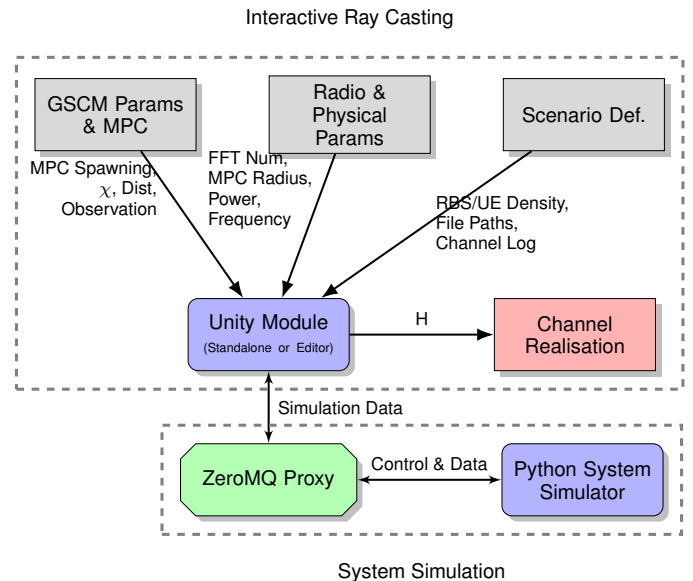 Interactive Ray Casting
GSCM Params
& MPC
Radio &
Physical
Params
Scenario Def.
MPC Spawning,
χ, Dist,
Observation
FFT Num,
MPC Radius,
Power,
Frequency
RBS/UE Density,
File Paths,
Channel Log
Unity Module
(Standalone or Editor)
H
Channel
Realisation
Simulation Data
ZeroMQ Proxy
Control & Data
Python System
Simulator
System Simulation